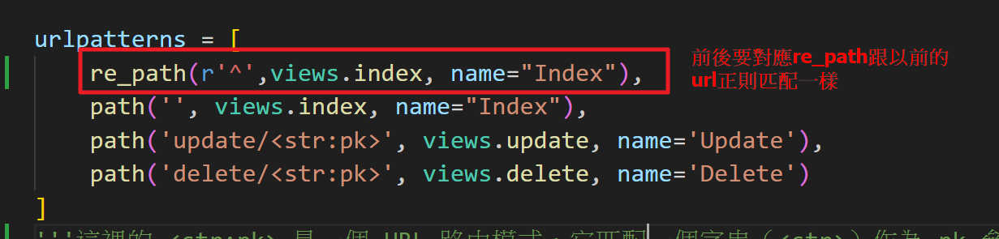 urlpatterns = [
re_path(r'^',views.index, name="Index"),
前後要對應re_path跟以前的
url正則匹配一樣
path('', views.index, name="Index"),
path('update/<str:pk>', views.update, name='Update'),
path('delete/<str:pk>', views.delete, name='Delete')
]
'''這裡的 <str:pk> 是一個 URL 路由模式，它匹配一個字串（<str>）作為 pk 參